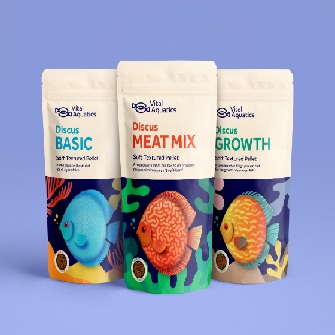 Vital
Aquatics
Discus
BASIC
Soft Textured Pellet
Vital
Aquatics
Discus
MEAT MIX
Soft Textured Pellet
Vital
Aquatics
Discus
GROWTH
Soft Textured Pellet